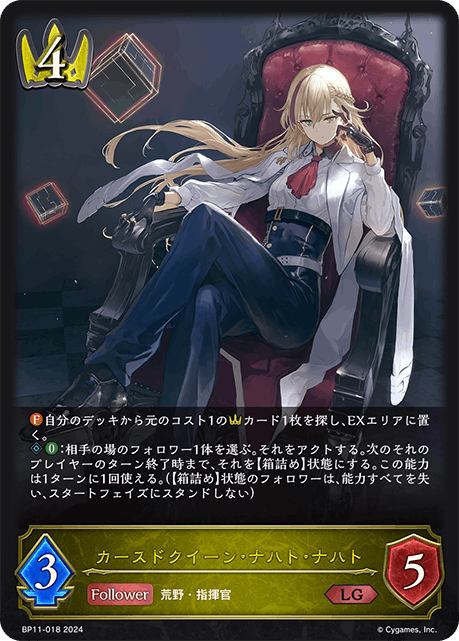 4
F自分のデッキから元のコスト1のカード1枚を探し、EXエリアに置
く。
0:相手の場のフォロワー1体を選ぶ。それをアクトする。次のそれの
プレイヤーのターン終了時まで、それを【箱詰め】状態にする。この能力
は1ターンに1回使える。(【箱詰め】状態のフォロワーは、能力すべてを失
い、スタートフェイズにスタンドしない)
カースドクイーン・ナハト・ナハト
3
Follower 荒野・指揮官
LG
5
BP11-018 2024
© Cygames, Inc.